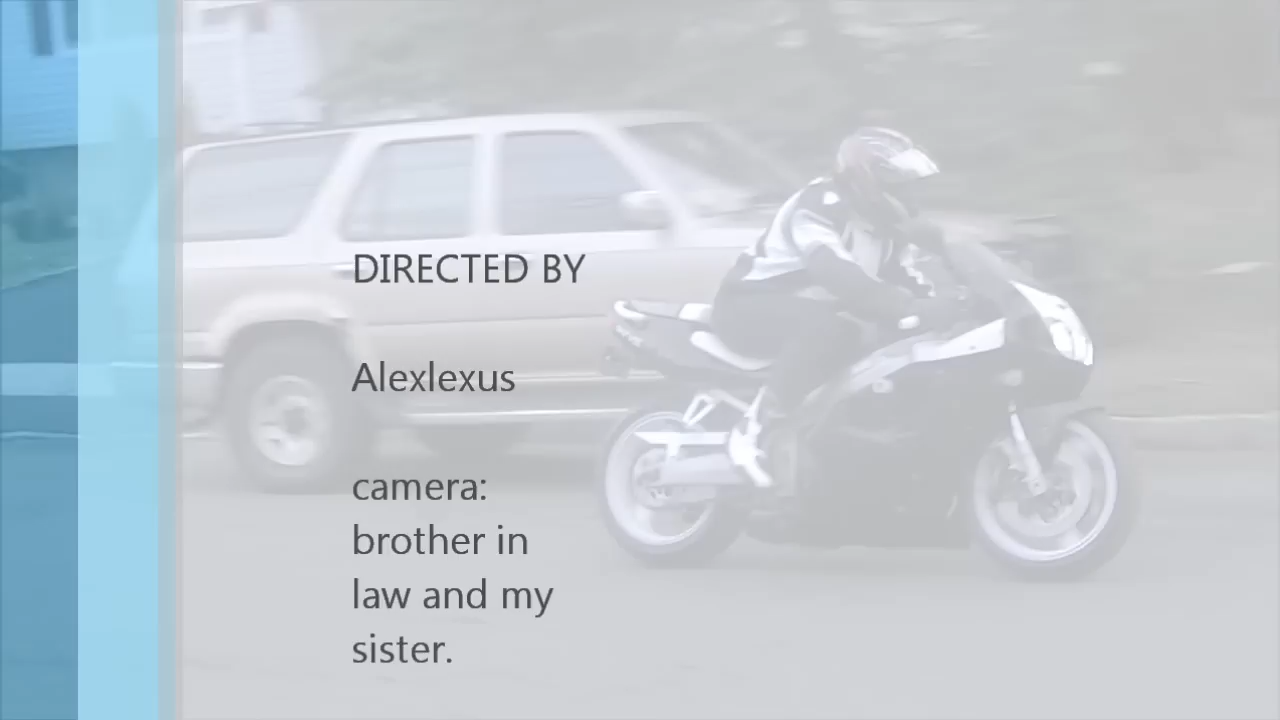 DIRECTED BY
Alexlexus
camera:
brother in
law and my
sister.